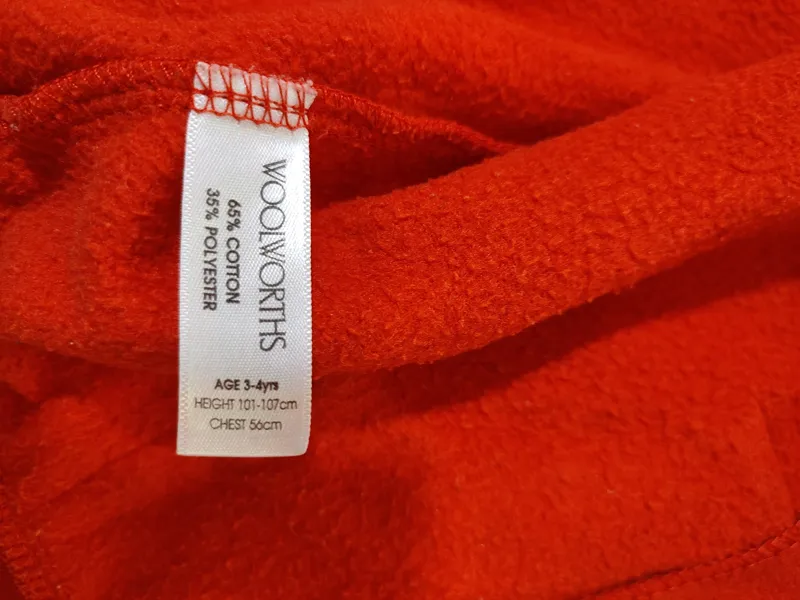 WOOLWORTHS
65% COTTON
35% POLYESTER
AGE 3-4yrs
HEIGHT 101-107cm
CHEST 56cm